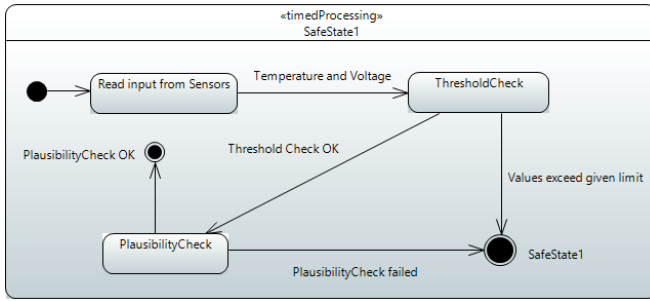 «timedProcessing»
SafeState1
Read input from Sensors
Temperature and Voltage
ThresholdCheck
Threshold Check OK
PlausibilityCheck OK
Values exceed given limit
PlausibilityCheck
PlausibilityCheck failed
SafeState1